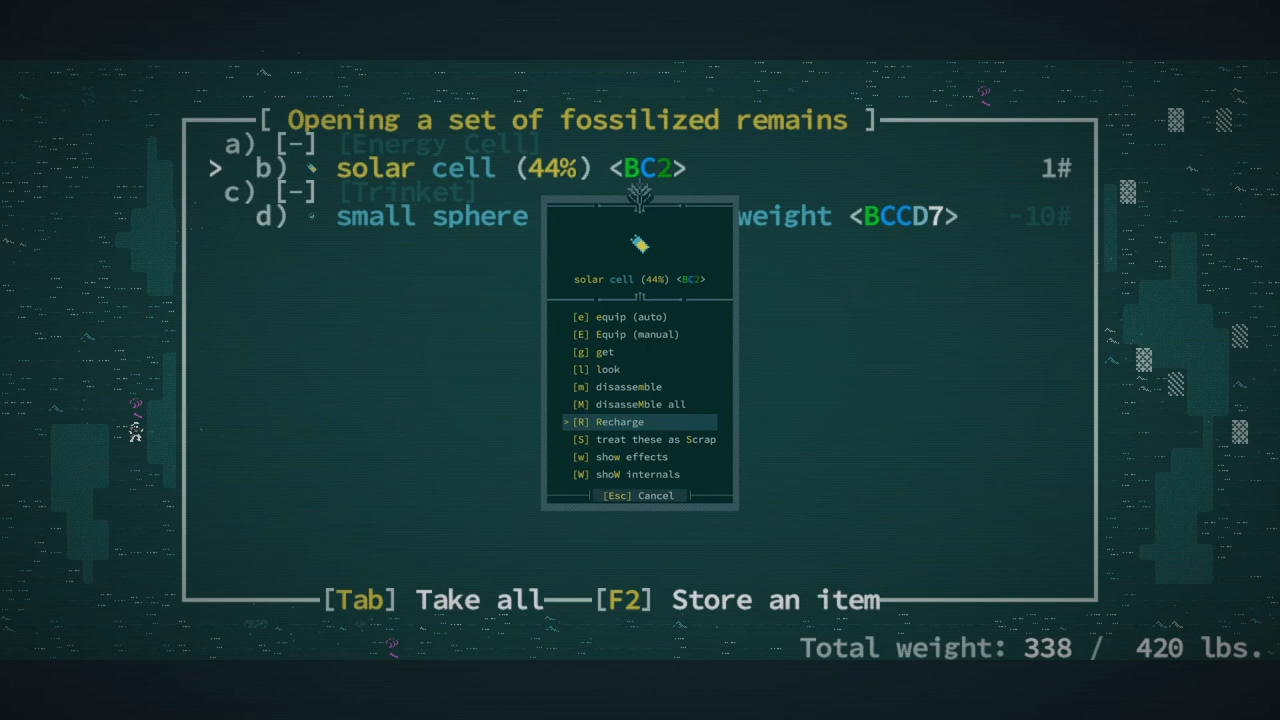 [ Opening a set of fossilized remains ]
a) [-] [Energy Cell]
> b) solar cell (44%) <BC2> 1#
c) [-] [Trinket]
d) small sphere weight <BCCD7> -10#
solar cell (44%) <BC2>
[e] equip (auto)
[E] Equip (manual)
[g] get
[l] look
[m] disassemble
[M] disasseMble all
> [R] Recharge
[S] treat these as Scrap
[w] show effects
[W] shoW internals
[Esc] Cancel
[Tab] Take all
[F2] Store an item
Total weight: 338 / 420 lbs.